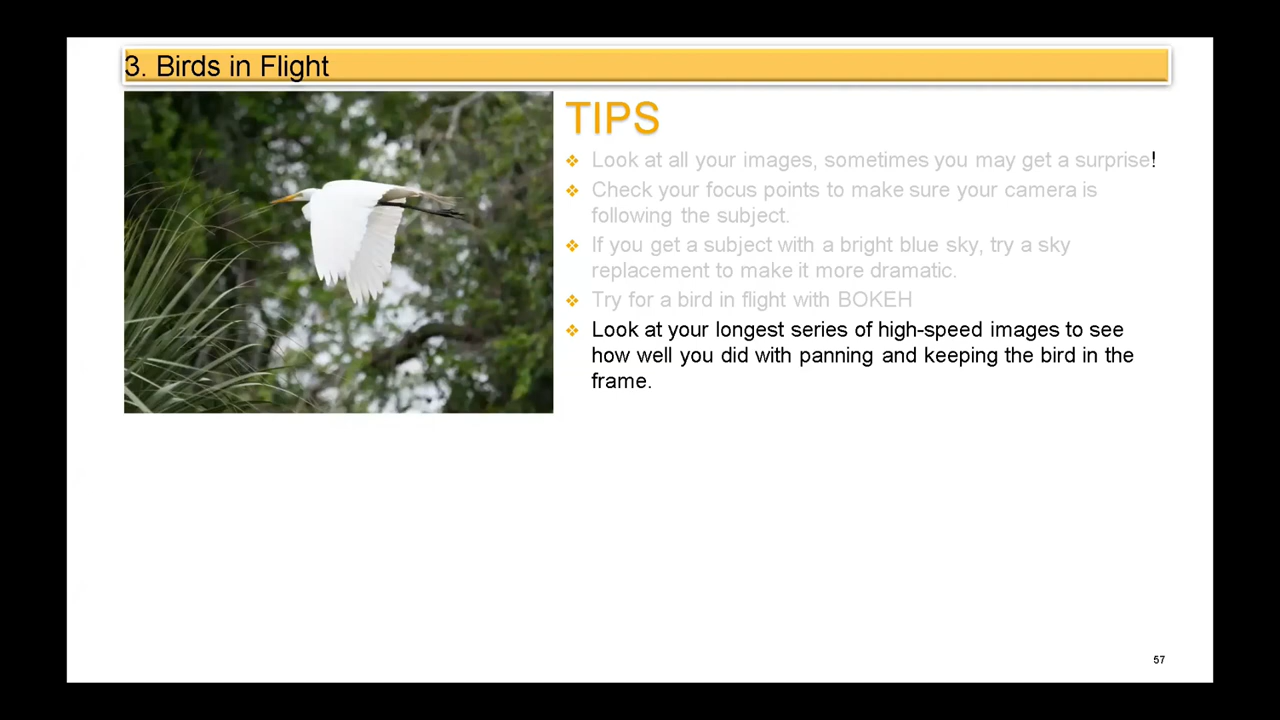 3. Birds in Flight
TIPS
Look at all your images, sometimes you may get a surprise!
Check your focus points to make sure your camera is
following the subject.
If you get a subject with a bright blue sky, try a sky
replacement to make it more dramatic.
Try for a bird in flight with BOKEH
Look at your longest series of high-speed images to see
how well you did with panning and keeping the bird in the
frame.
57